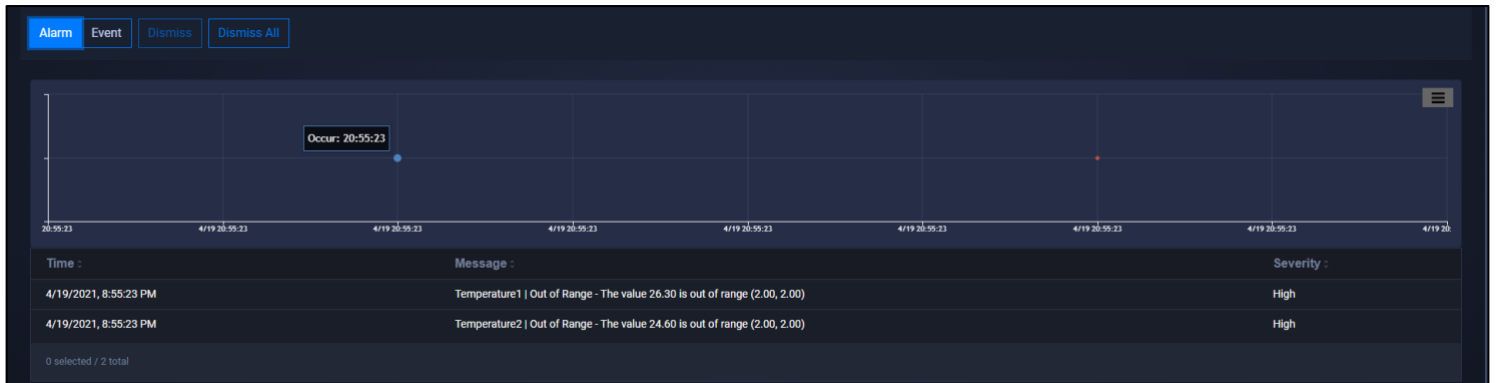 Alarm Event Dismiss Dismiss All
Occur: 20:55:23
20:55:23 4/19 20:55:23 4/19 20:55:23 4/19 20:55:23 4/19 20:55:23 4/19 20:55:23 4/19 20:55:23 4/19 20:55:23 4/19 20:
Time Message Severity
4/19/2021, 8:55:23 PM Temperature1 | Out of Range - The value 26.30 is out of range (2.00, 2.00) High
4/19/2021, 8:55:23 PM Temperature2 | Out of Range - The value 24.60 is out of range (2.00, 2.00) High
0 selected / 2 total